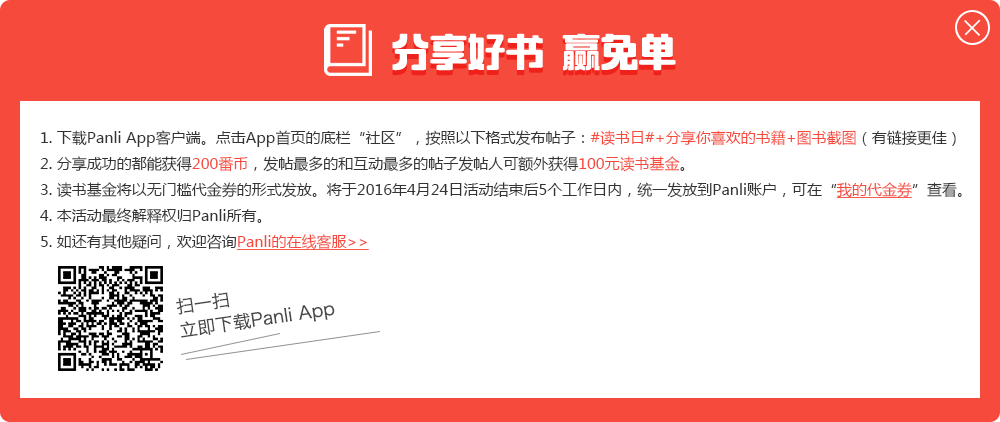 分享好书 赢免单
1. 下载Panli App客户端。点击App首页的底栏“社区”，按照以下格式发布帖子：#读书日#+分享你喜欢的书籍+图书截图（有链接更佳）
2. 分享成功的都能获得200番币，发帖最多的和互动最多的帖子发帖人可额外获得100元读书基金。
3. 读书基金将以无门槛代金券的形式发放。将于2016年4月24日活动结束后5个工作日内，统一发放到Panli账户，可在“我的代金券”查看。
4. 本活动最终解释权归Panli所有。
5. 如还有其他疑问，欢迎咨询Panli的在线客服>>
扫一扫
立即下载Panli App